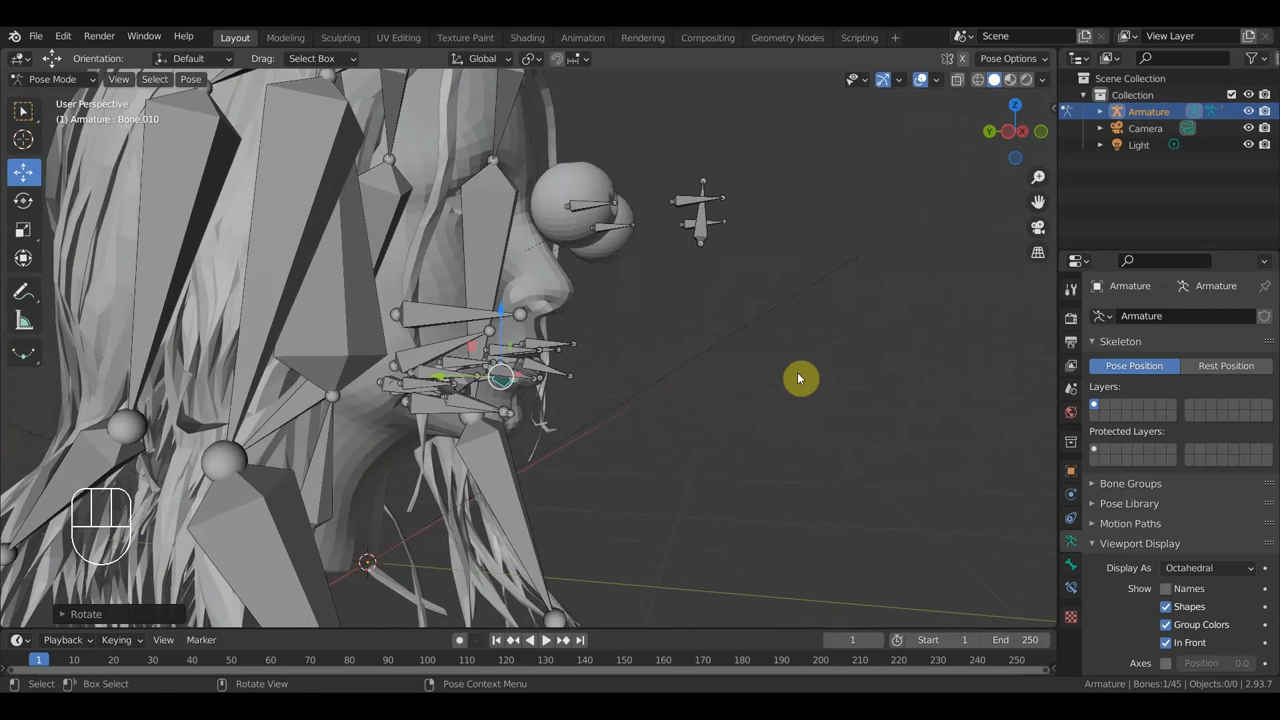 File Edit Render Window Help Layout Modeling Sculpting UV Editing Texture Paint Shading Animation Rendering Compositing Geometry Nodes Scripting + Scene View Layer
Orientation: Default Drag: Select Box Global Pose Options
Pose Mode View Select Pose
User Perspective
(1) Armature : Bone.010
Z
Y X
Rotate
Scene Collection
Collection
Armature
Camera
Light
Armature Armature
Armature
Skeleton
Pose Position Rest Position
Layers:
Protected Layers:
Bone Groups
Pose Library
Motion Paths
Viewport Display
Display As Octahedral
Show Names
Shapes
Group Colors
In Front
Axes Position 0.0
Playback Keying View Marker 1 Start 1 End 250
1 10 20 30 40 50 60 70 80 90 100 110 120 130 140 150 160 170 180 190 200 210 220 230 240 250
Select Box Select Rotate View Pose Context Menu Armature | Bones:1/45 | Objects:0/0 | 2.93.7